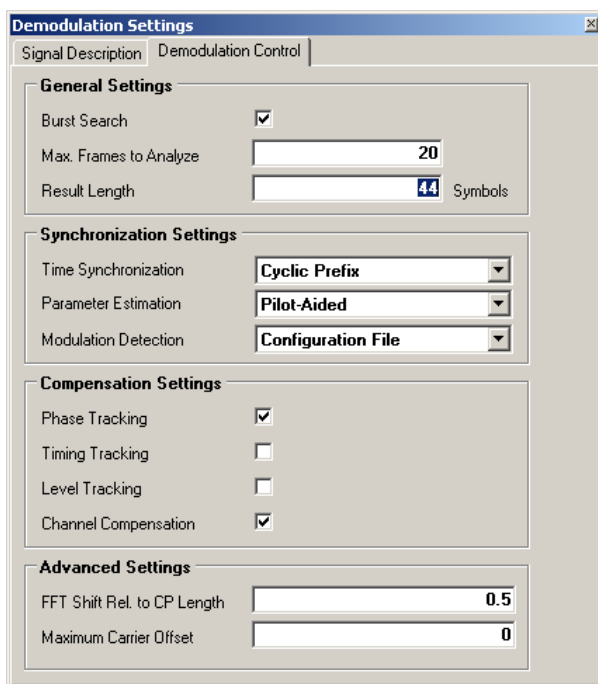 Demodulation Settings
Signal Description Demodulation Control
General Settings
Burst Search
Max. Frames to Analyze 20
Result Length 44 Symbols
Synchronization Settings
Time Synchronization Cyclic Prefix
Parameter Estimation Pilot-Aided
Modulation Detection Configuration File
Compensation Settings
Phase Tracking
Timing Tracking
Level Tracking
Channel Compensation
Advanced Settings
FFT Shift Rel. to CP Length 0.5
Maximum Carrier Offset 0